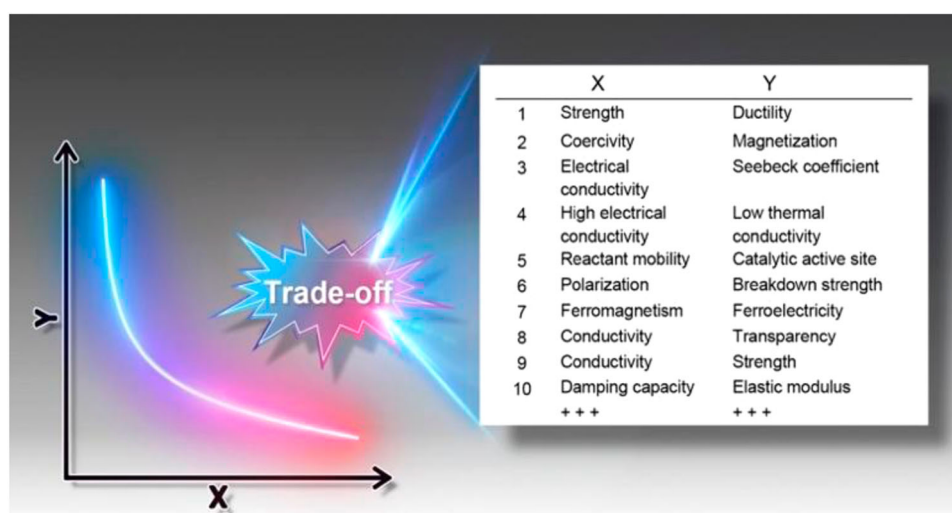 X Y
1 Strength Ductility
2 Coercivity Magnetization
3 Electrical Seebeck coefficient
conductivity
4 High electrical Low thermal
conductivity conductivity
5 Reactant mobility Catalytic active site
6 Polarization Breakdown strength
7 Ferromagnetism Ferroelectricity
8 Conductivity Transparency
9 Conductivity Strength
10 Damping capacity Elastic modulus
+ + + + + +
Trade-off
Y
X